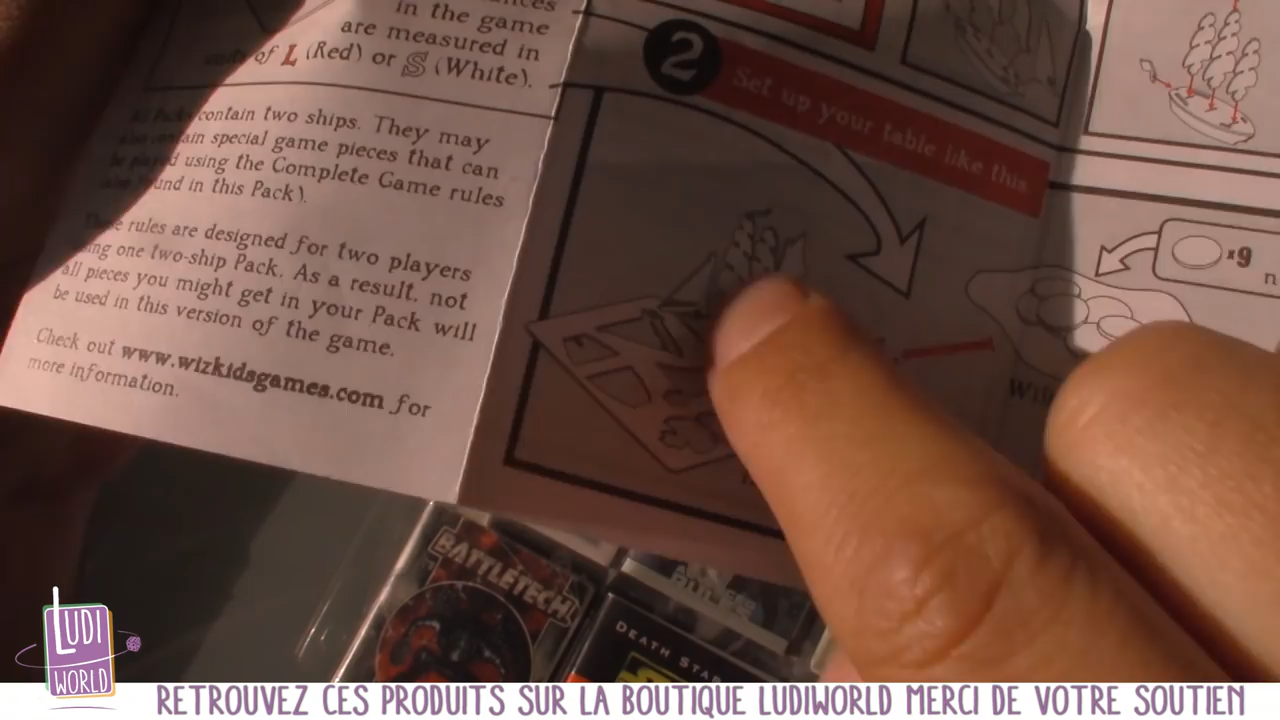 in the game
are measured in
of L (Red) or S (White).
contain two ships. They may
special game pieces that can
using the Complete Game rules
found in this Pack).
rules are designed for two players
one two-ship Pack. As a result, not
all pieces you might get in your Pack will
be used in this version of the game.
Check out www.wizkidsgames.com for
more information.
2
Set up your table like this
x9
n
BATTLETECH
DEATH STAR
LUDI
WORLD
RETROUVEZ CES PRODUITS SUR LA BOUTIQUE LUDIWORLD MERCI DE VOTRE SOUTIEN